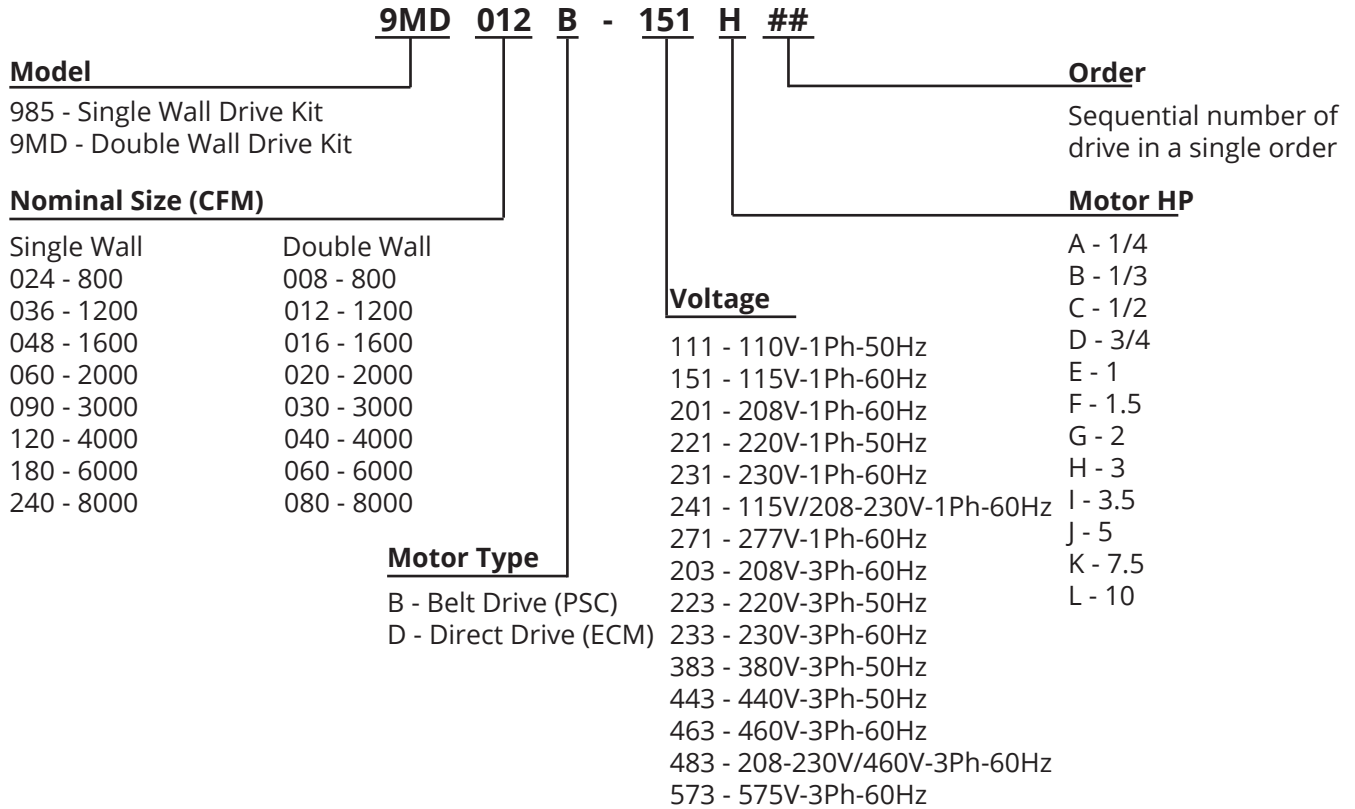 9MD 012 B - 151 H ##
Model
985 - Single Wall Drive Kit
9MD - Double Wall Drive Kit
Order
Sequential number of
drive in a single order
Nominal Size (CFM)
Single Wall
024 - 800
036 - 1200
048 - 1600
060 - 2000
090 - 3000
120 - 4000
180 - 6000
240 - 8000
Double Wall
008 - 800
012 - 1200
016 - 1600
020 - 2000
030 - 3000
040 - 4000
060 - 6000
080 - 8000
Motor Type
B - Belt Drive (PSC)
D - Direct Drive (ECM)
Voltage
111 - 110V-1Ph-50Hz
151 - 115V-1Ph-60Hz
201 - 208V-1Ph-60Hz
221 - 220V-1Ph-50Hz
231 - 230V-1Ph-60Hz
241 - 115V/208-230V-1Ph-60Hz
271 - 277V-1Ph-60Hz
203 - 208V-3Ph-60Hz
223 - 220V-3Ph-50Hz
233 - 230V-3Ph-60Hz
383 - 380V-3Ph-50Hz
443 - 440V-3Ph-50Hz
463 - 460V-3Ph-60Hz
483 - 208-230V/460V-3Ph-60Hz
573 - 575V-3Ph-60Hz
Motor HP
A - 1/4
B - 1/3
C - 1/2
D - 3/4
E - 1
F - 1.5
G - 2
H - 3
I - 3.5
J - 5
K - 7.5
L - 10